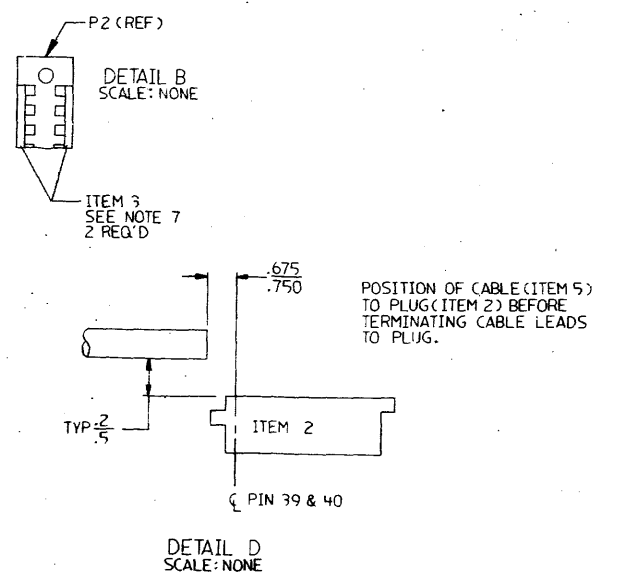 P2 (REF)
DETAIL B
SCALE: NONE
ITEM 3
SEE NOTE 7
2 REQ'D
.675
.750
POSITION OF CABLE (ITEM 5)
TO PLUG (ITEM 2) BEFORE
TERMINATING CABLE LEADS
TO PLUG.
TYP .2
.5
ITEM 2
℄ PIN 39 & 40
DETAIL D
SCALE: NONE